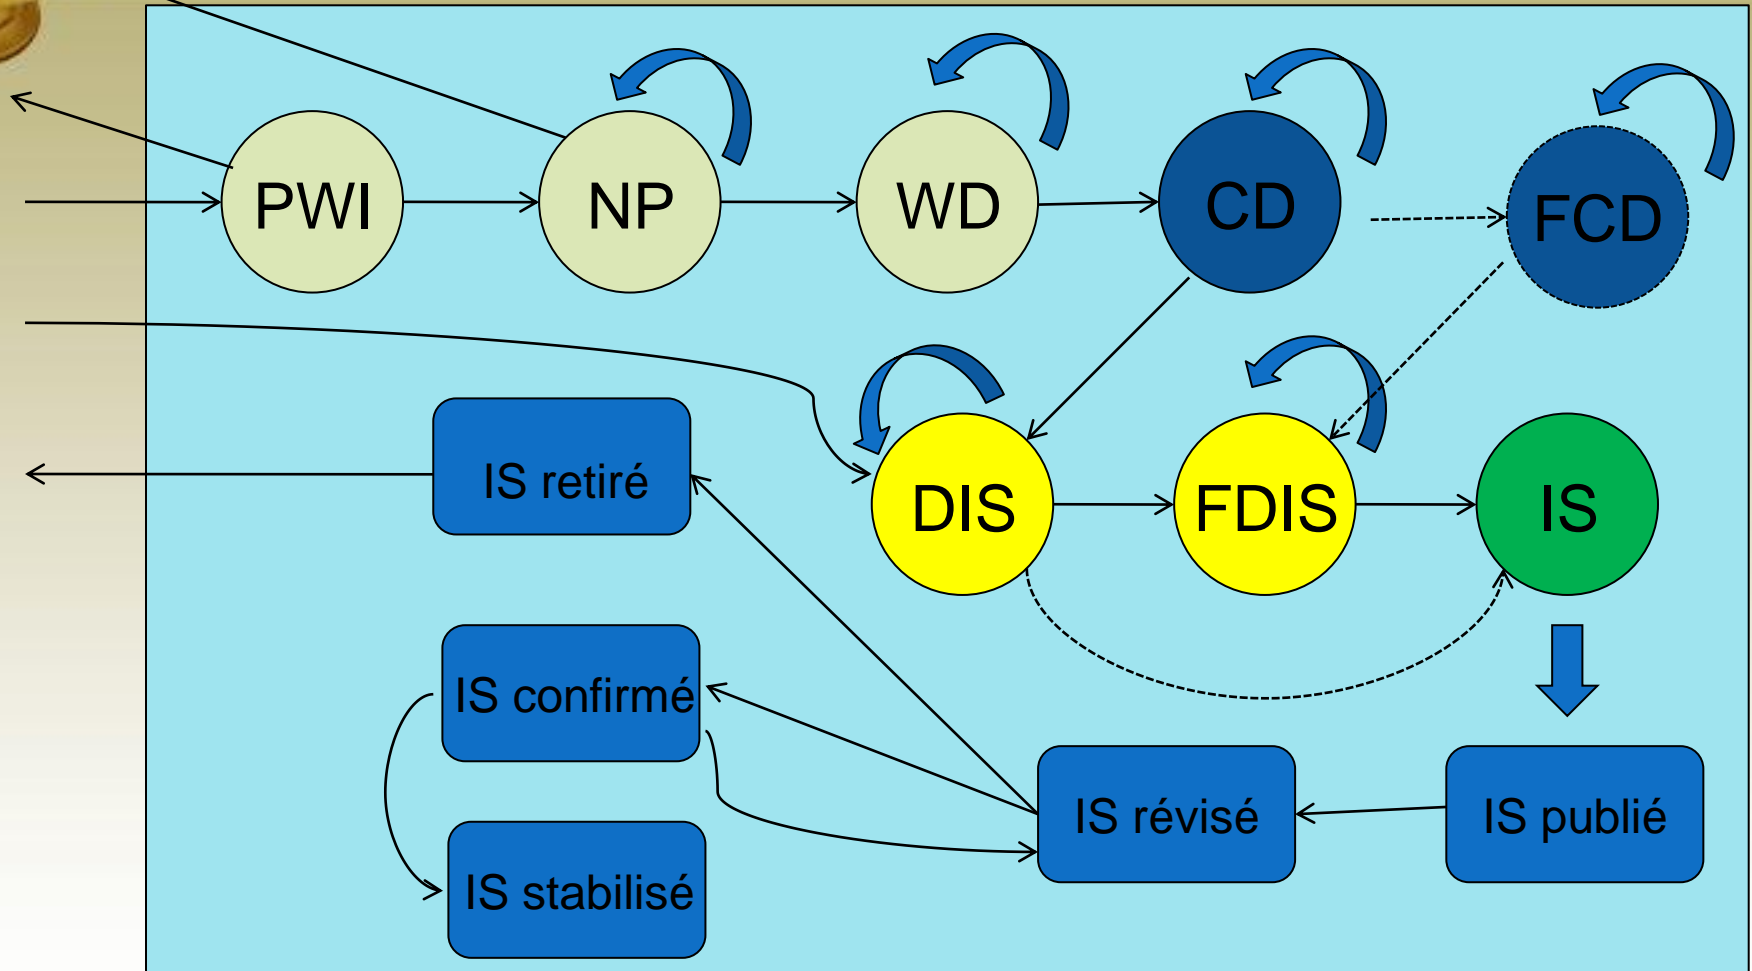 PWI
NP
WD
CD
FCD
DIS
FDIS
IS
IS retiré
IS confirmé
IS révisé
IS publié
IS stabilisé